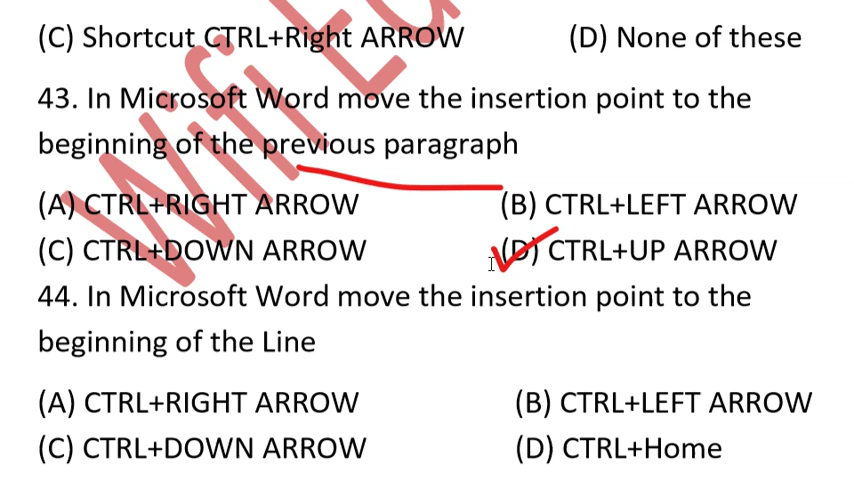 (C) Shortcut CTRL+Right ARROW (D) None of these
43. In Microsoft Word move the insertion point to the
beginning of the previous paragraph
(A) CTRL+RIGHT ARROW (B) CTRL+LEFT ARROW
(C) CTRL+DOWN ARROW (D) CTRL+UP ARROW
44. In Microsoft Word move the insertion point to the
beginning of the Line
(A) CTRL+RIGHT ARROW (B) CTRL+LEFT ARROW
(C) CTRL+DOWN ARROW (D) CTRL+Home
Wifi